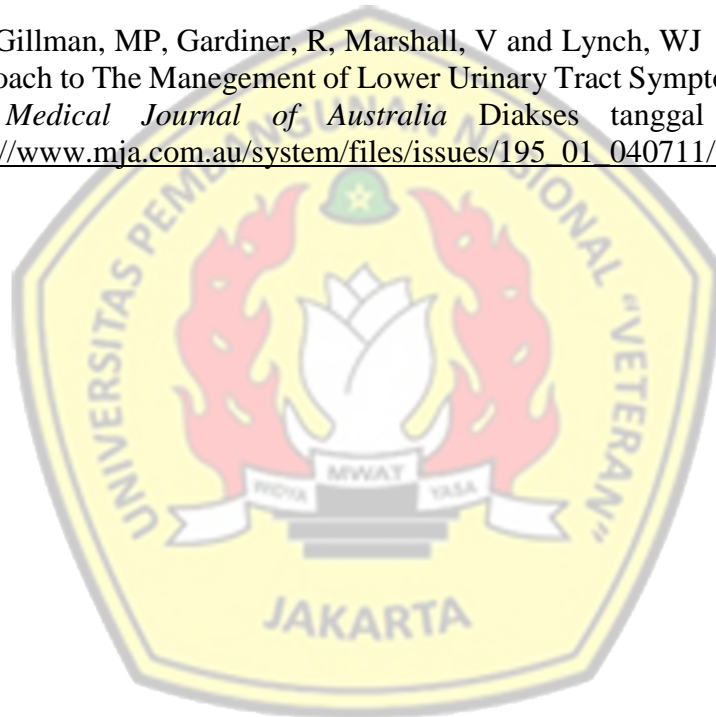 Gillman, MP, Gardiner, R, Marshall, V and Lynch, WJ
oach to The Manegement of Lower Urinary Tract Sympto
Medical Journal of Australia Diakses tanggal
//www.mja.com.au/system/files/issues/195_01_040711/
UNIVERSITAS PEMBANGUNAN NASIONAL "VETERAN"
WIDYA MWAT YASA
JAKARTA